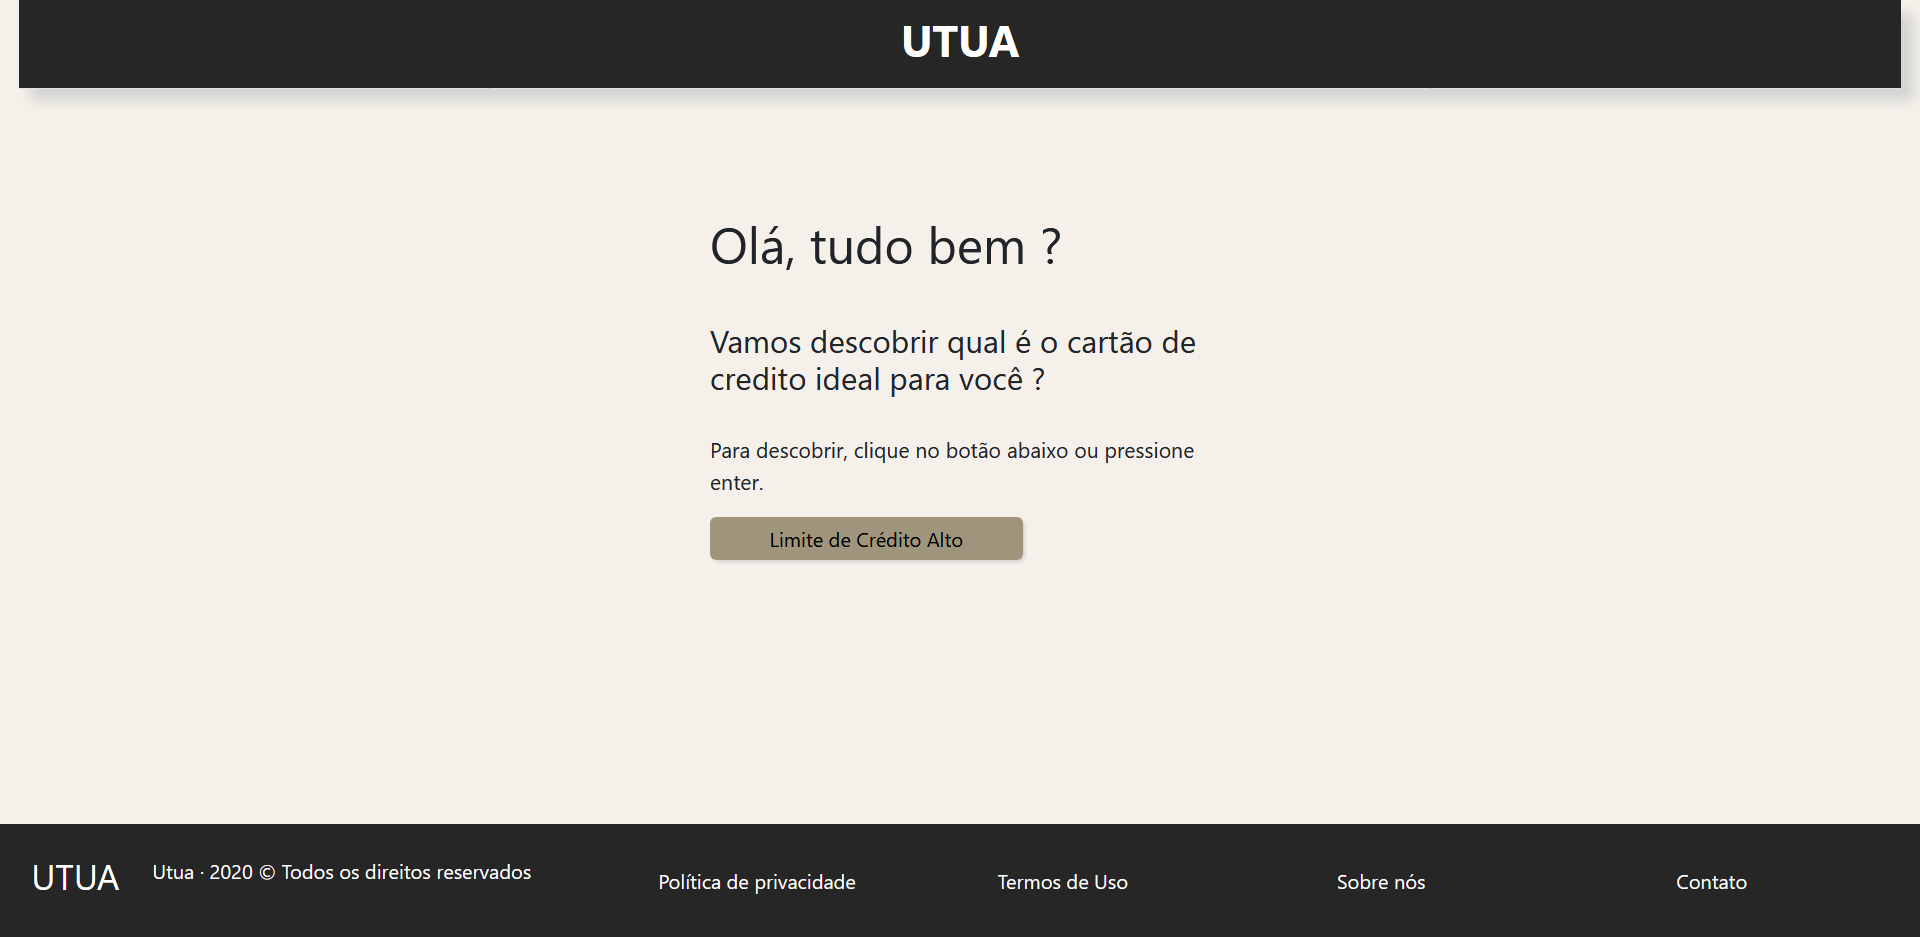 UTUA
Olá, tudo bem ?
Vamos descobrir qual é o cartão de
credito ideal para você ?
Para descobrir, clique no botão abaixo ou pressione
enter.
Limite de Crédito Alto
UTUA
Utua · 2020 © Todos os direitos reservados
Política de privacidade
Termos de Uso
Sobre nós
Contato